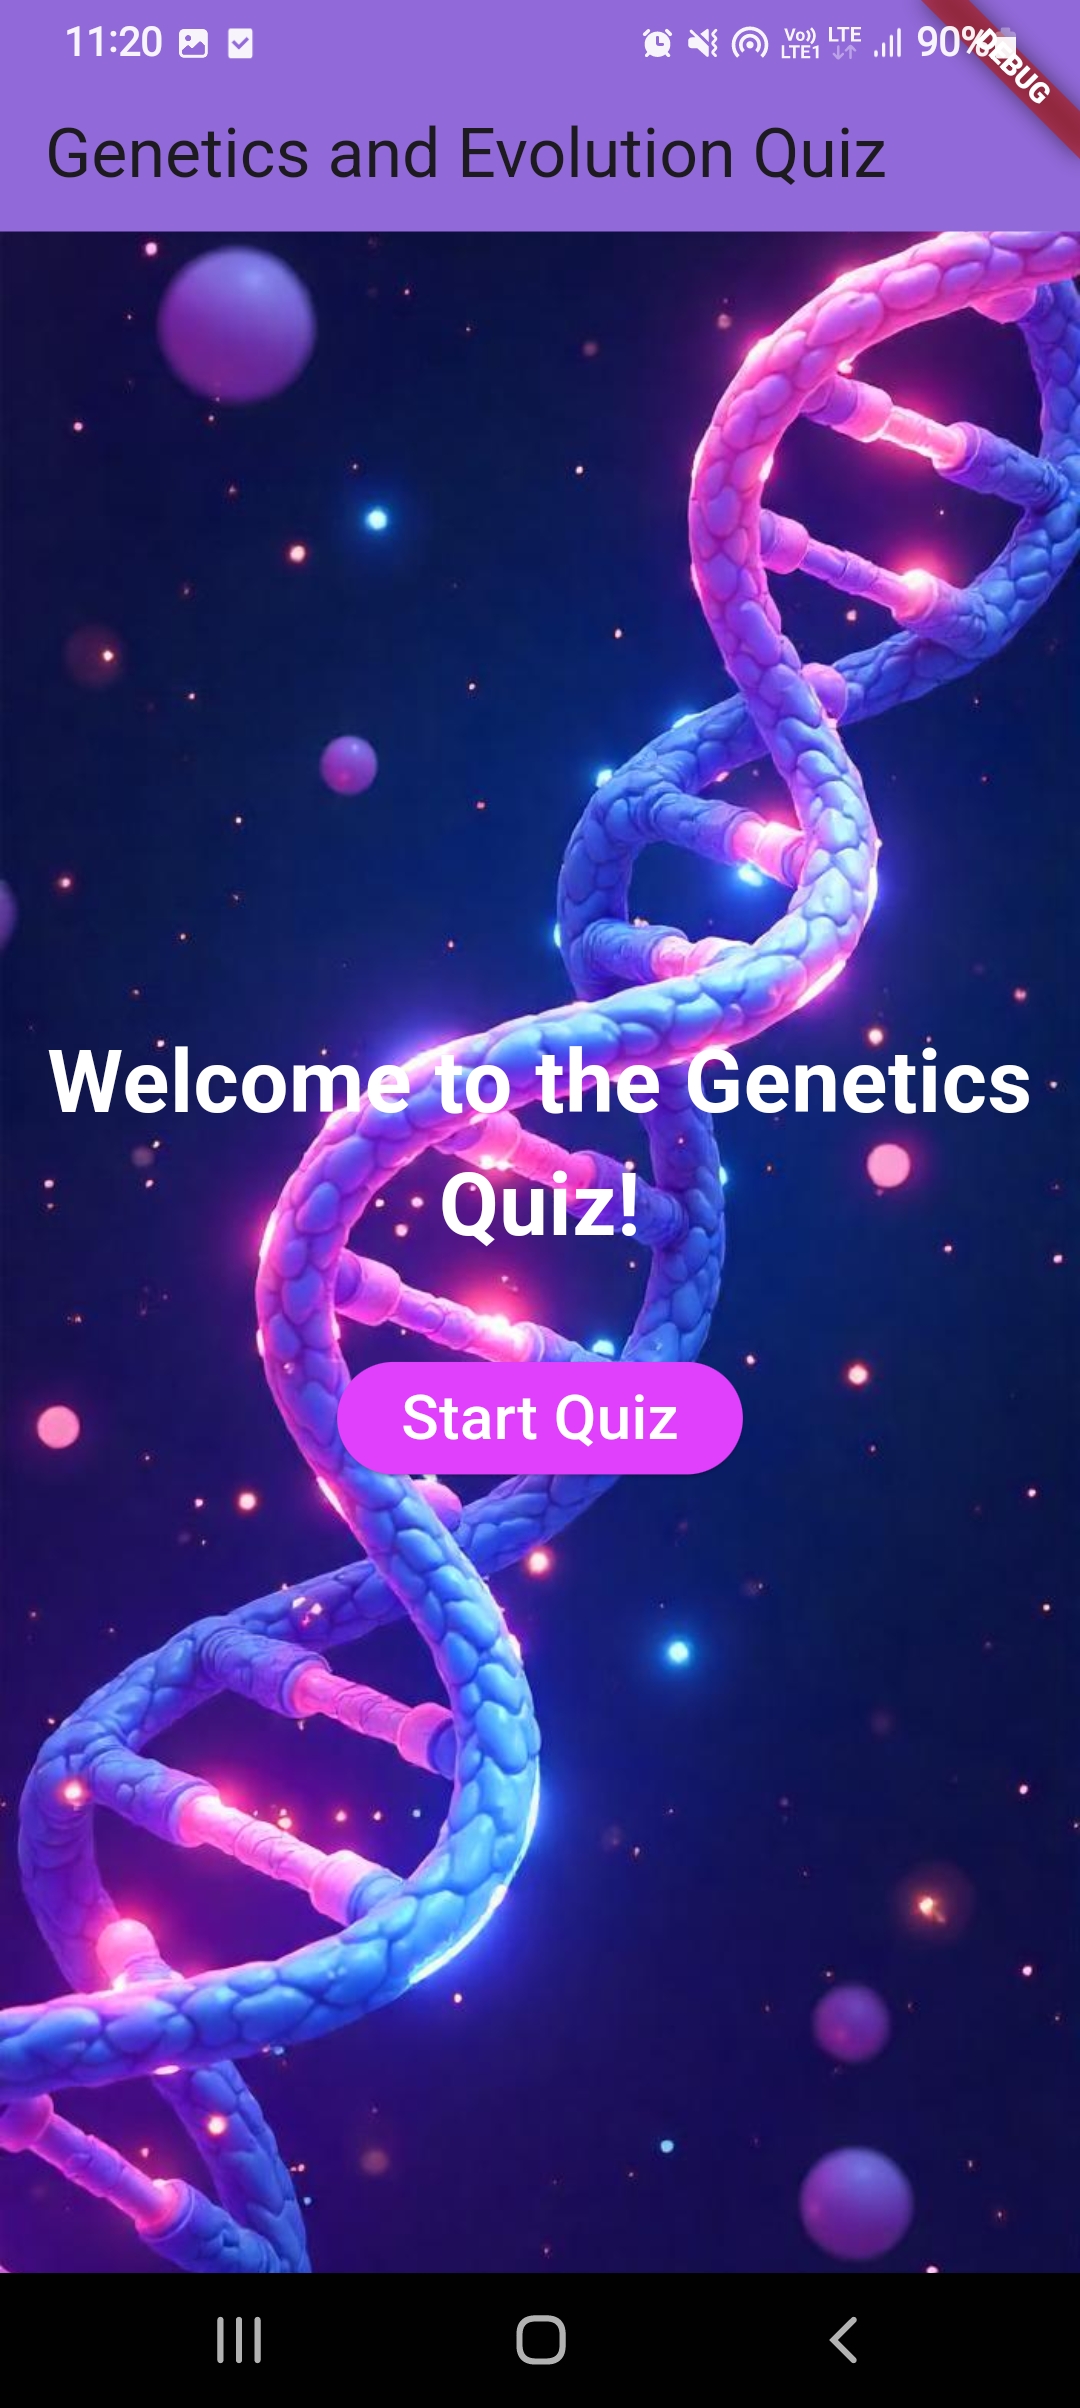 11:20
Vo)) LTE
LTE1
90%
DEBUG
Genetics and Evolution Quiz
Welcome to the Genetics
Quiz!
Start Quiz